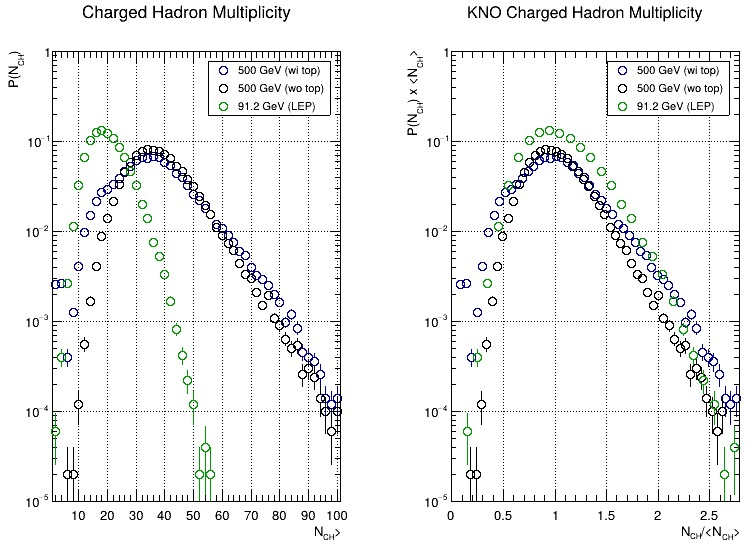 Charged Hadron Multiplicity
P(N_CH)
1
10^-1
10^-2
10^-3
10^-4
10^-5
500 GeV (wi top)
500 GeV (wo top)
91.2 GeV (LEP)
10 20 30 40 50 60 70 80 90 100
N_CH>
KNO Charged Hadron Multiplicity
P(N_CH) x <N_CH>
1
10^-1
10^-2
10^-3
10^-4
10^-5
500 GeV (wi top)
500 GeV (wo top)
91.2 GeV (LEP)
0 0.5 1 1.5 2 2.5
N_CH/<N_CH>